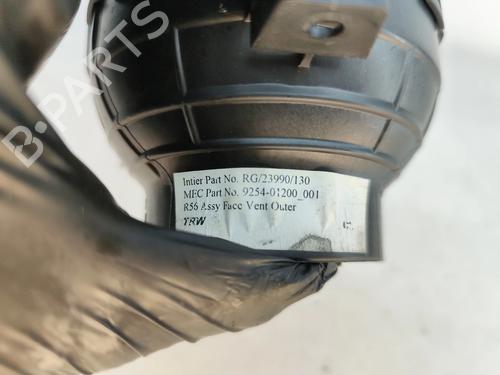 B-PARTS
Intier Part No. RG/23990/130
MFC Part No. 9254-01200_001
R56 Assy Face Vent Outer
TRW